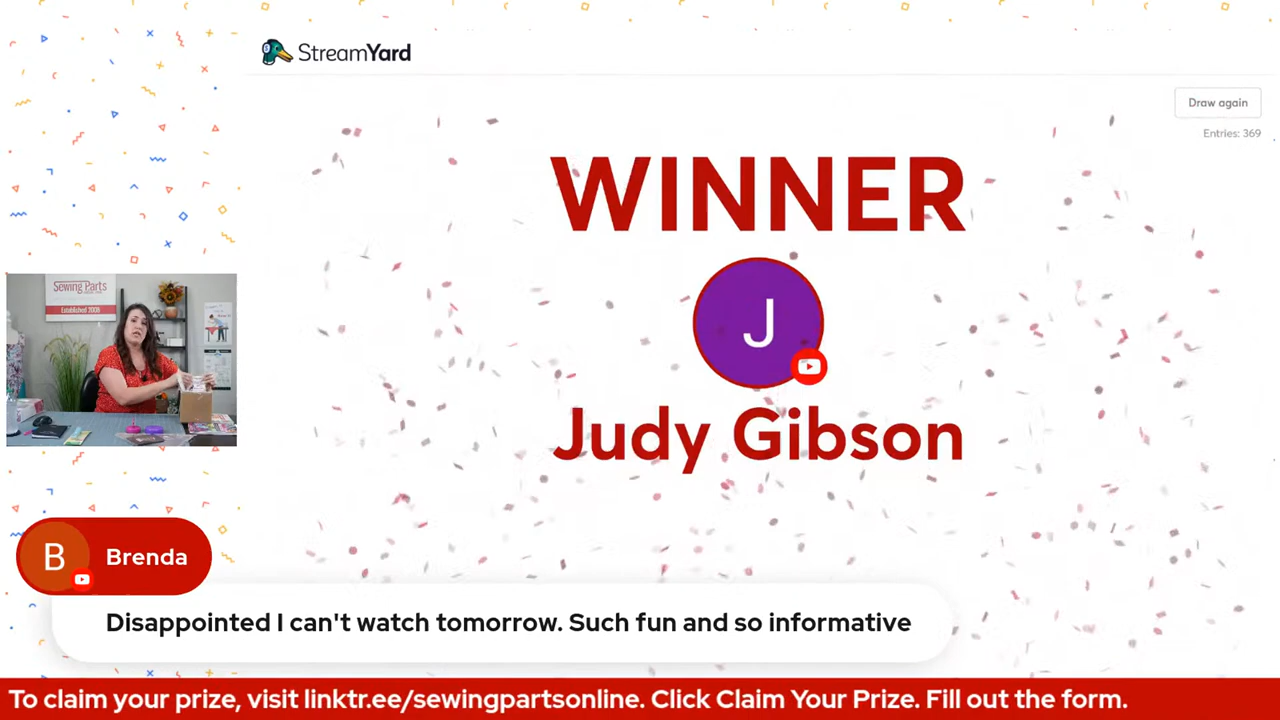 StreamYard
Draw again
Entries: 369
WINNER
J
Judy Gibson
Sewing Parts
Established 2005
B
Brenda
Disappointed I can't watch tomorrow. Such fun and so informative
To claim your prize, visit linktr.ee/sewingpartsonline. Click Claim Your Prize. Fill out the form.